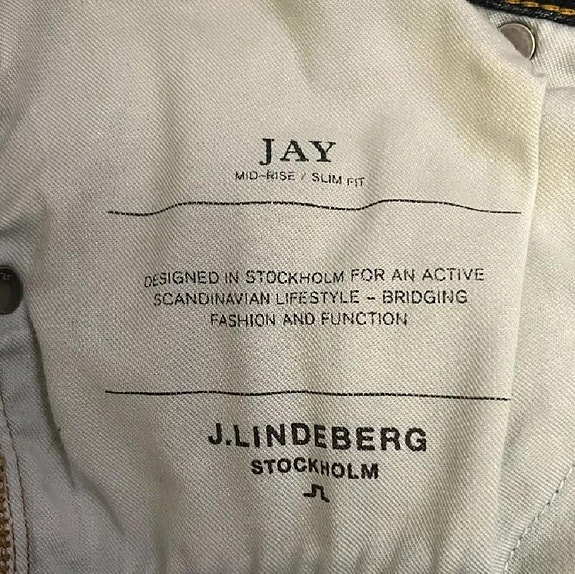 JAY
MID-RISE / SLIM FIT
DESIGNED IN STOCKHOLM FOR AN ACTIVE
SCANDINAVIAN LIFESTYLE – BRIDGING
FASHION AND FUNCTION
J.LINDEBERG
STOCKHOLM